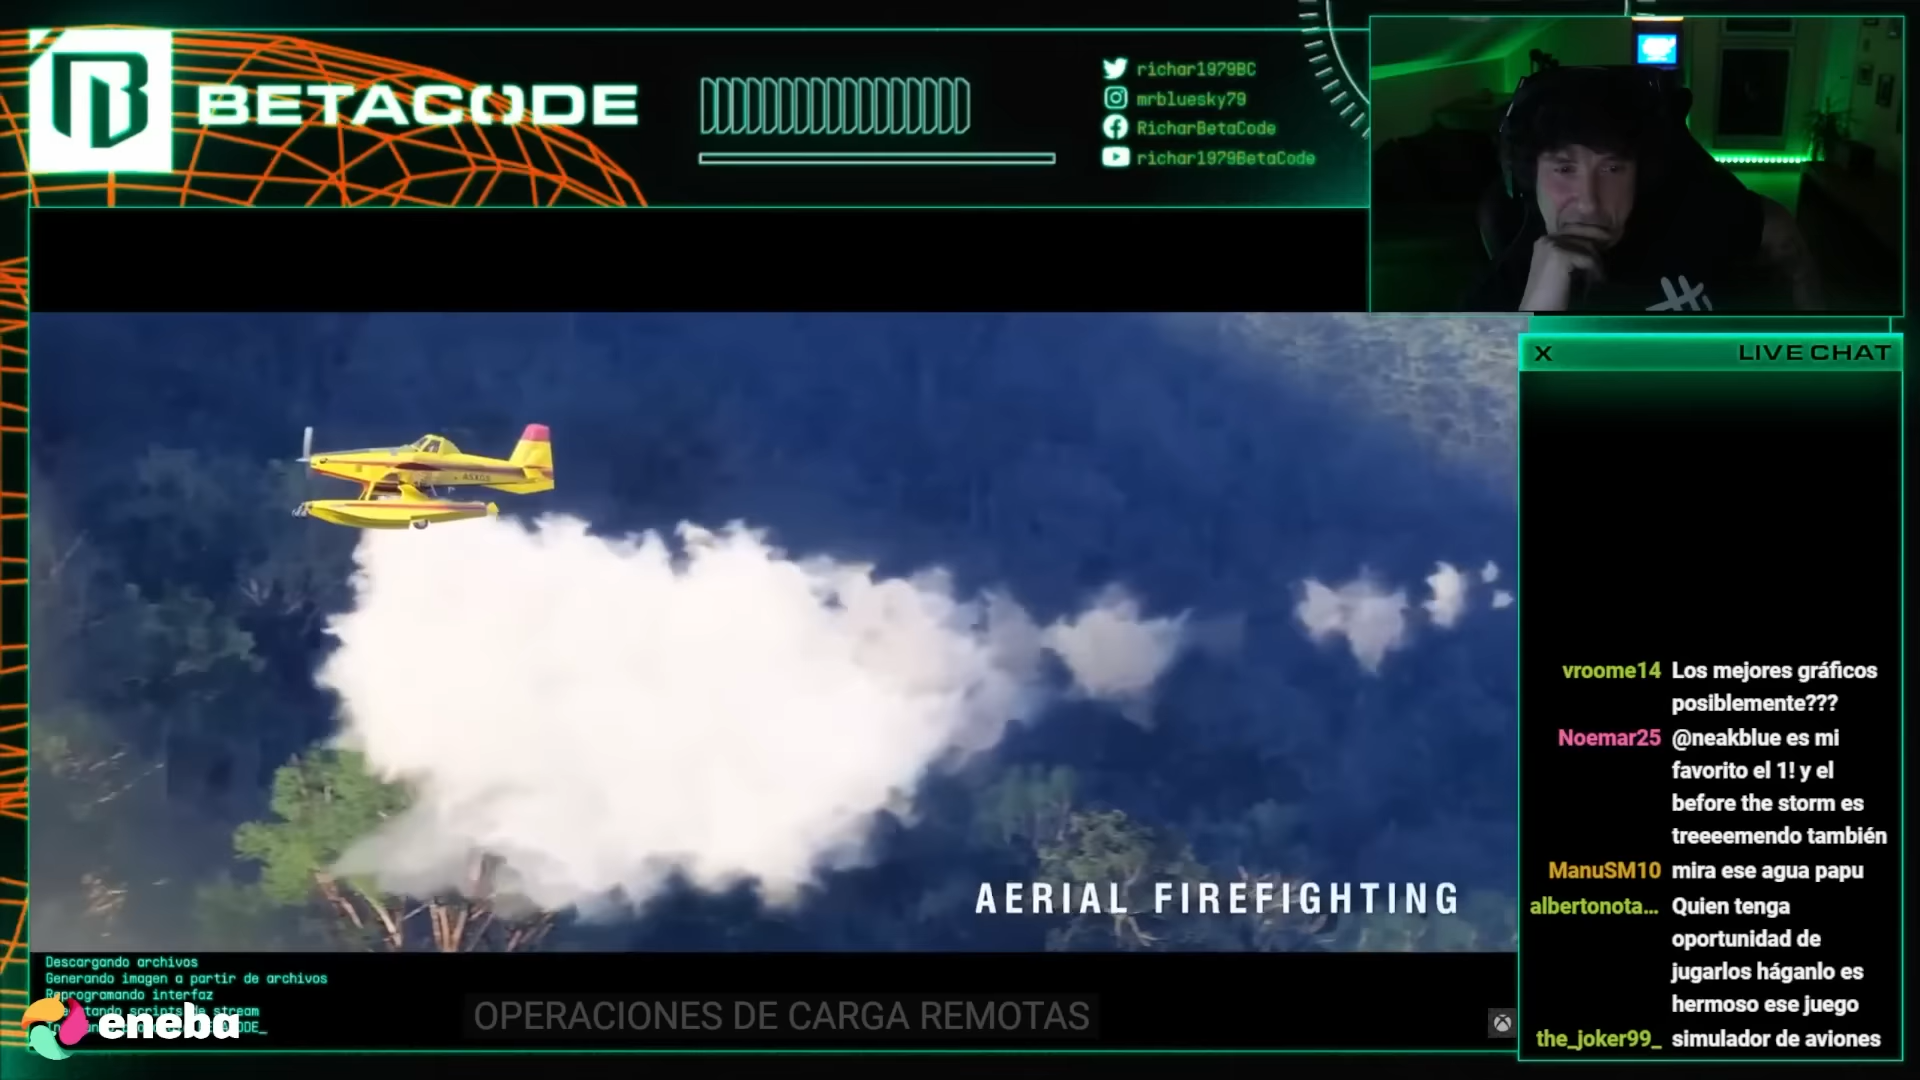 BETACODE
richar1979BC
mrbluesky79
RicharBetaCode
richar1979BetaCode
X LIVE CHAT
vroome14 Los mejores gráficos
posiblemente???
Noemar25 @neakblue es mi
favorito el 1! y el
before the storm es
treeeemendo también
ManuSM10 mira ese agua papu
albertonota... Quien tenga
oportunidad de
jugarlos háganlo es
hermoso ese juego
the_joker99_ simulador de aviones
AERIAL FIREFIGHTING
Descargando archivos
Generando imagen a partir de archivos
Reprogramando interfaz
scripts de stream
eneba
OPERACIONES DE CARGA REMOTAS